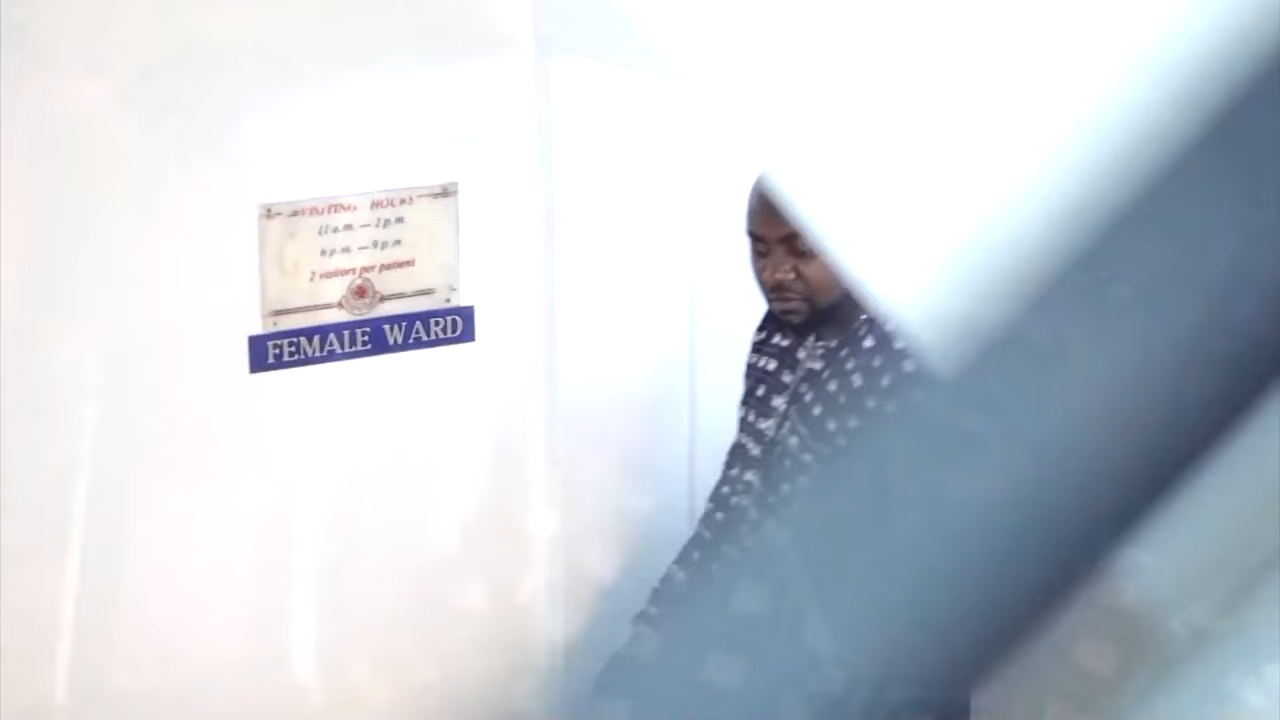 VISITING HOURS
11 a.m. — 1 p.m.
6 p.m. — 9 p.m
2 visitors per patient
FEMALE WARD